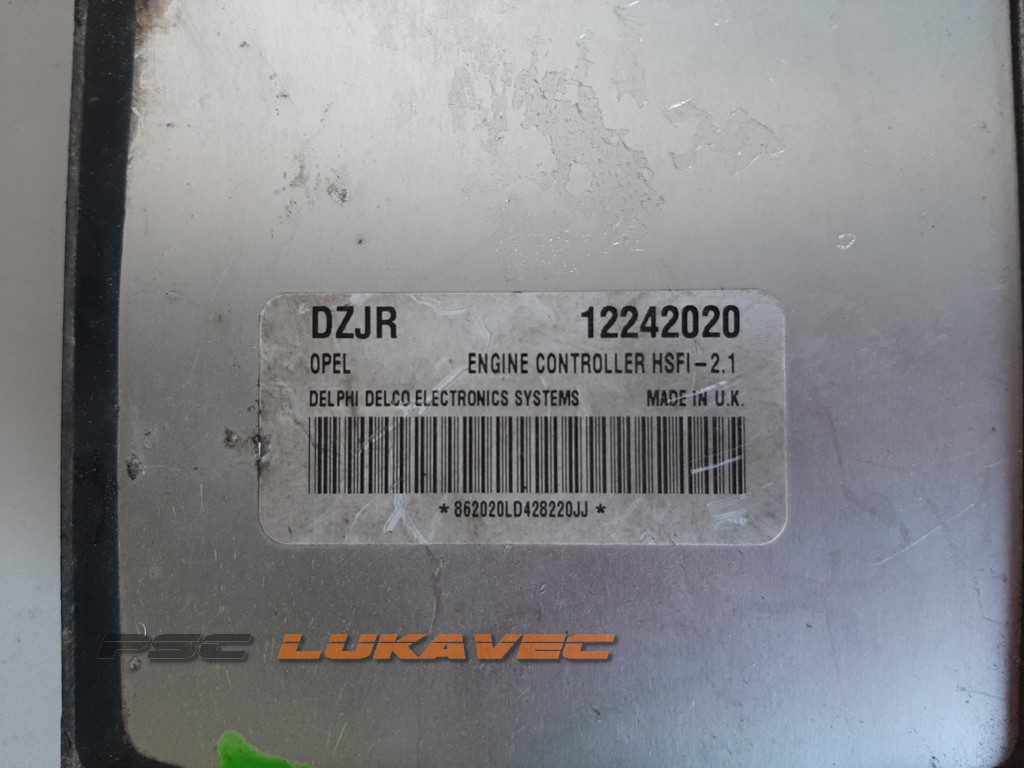 DZJR 12242020
OPEL ENGINE CONTROLLER HSFI-2.1
DELPHI DELCO ELECTRONICS SYSTEMS MADE IN U.K.
*862020LD428220JJ*
PSC LUKAVEC